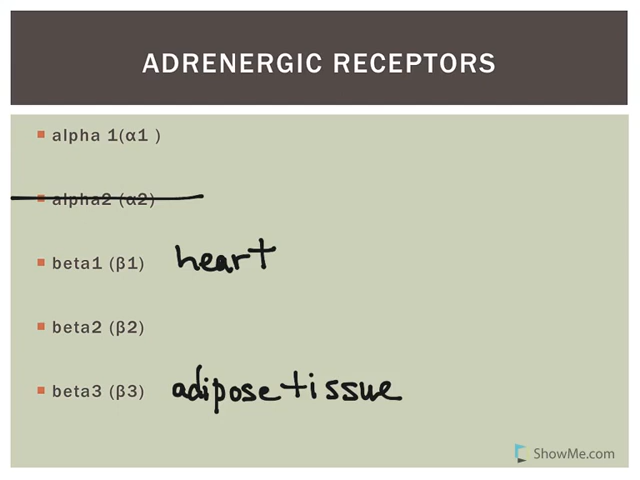 ADRENERGIC RECEPTORS
alpha 1(α1 )
alpha2 (α2)
beta1 (β1) heart
beta2 (β2)
beta3 (β3) adipose tissue
ShowMe.com